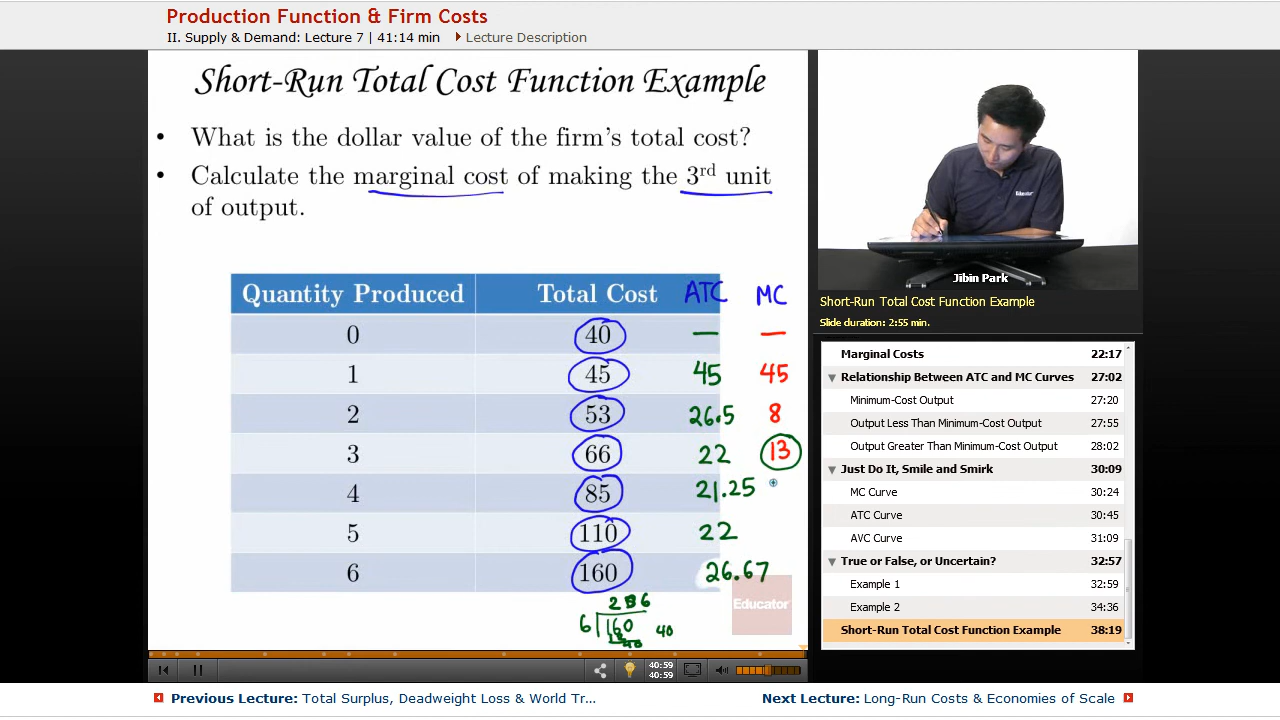 Production Function & Firm Costs
II. Supply & Demand: Lecture 7 | 41:14 min Lecture Description
Short-Run Total Cost Function Example
• What is the dollar value of the firm's total cost?
• Calculate the marginal cost of making the 3rd unit
of output.
Quantity Produced Total Cost ATC MC
0 40 — —
1 45 45 45
2 53 26.5 8
3 66 22 13
4 85 21.25
5 110 22
6 160 26.67
Educator
6 160 40
Educator
Jibin Park
Short-Run Total Cost Function Example
Slide duration: 2:55 min.
Marginal Costs 22:17
Relationship Between ATC and MC Curves 27:02
Minimum-Cost Output 27:20
Output Less Than Minimum-Cost Output 27:55
Output Greater Than Minimum-Cost Output 28:02
Just Do It, Smile and Smirk 30:09
MC Curve 30:24
ATC Curve 30:45
AVC Curve 31:09
True or False, or Uncertain? 32:57
Example 1 32:59
Example 2 34:36
Short-Run Total Cost Function Example 38:19
40:59
40:59
Previous Lecture: Total Surplus, Deadweight Loss & World Tr...
Next Lecture: Long-Run Costs & Economies of Scale